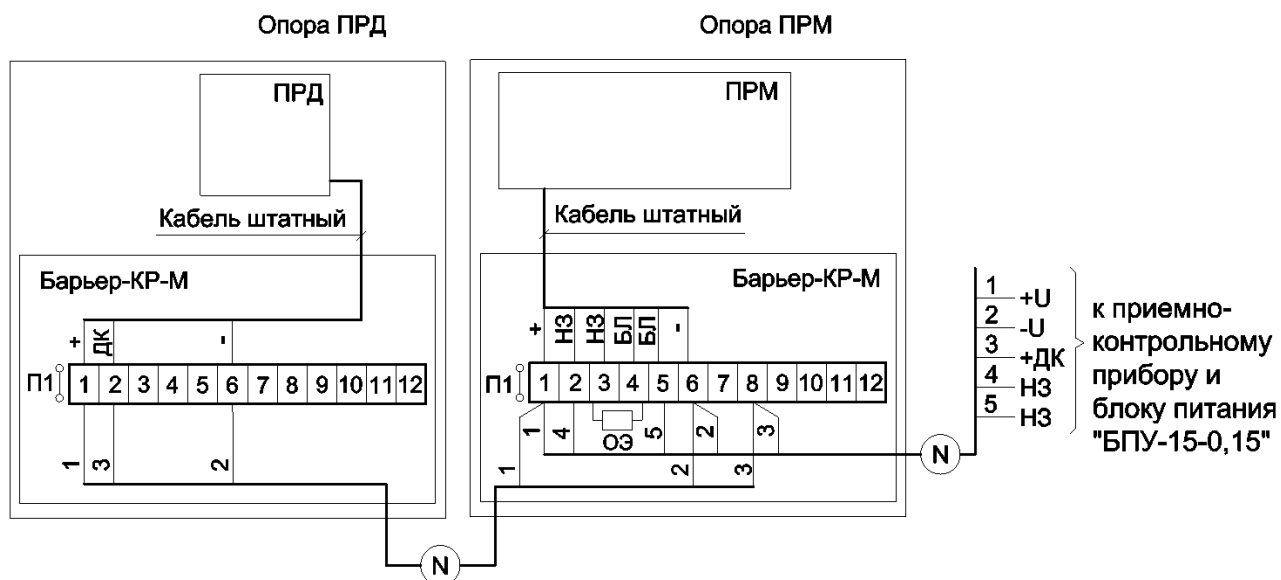 Опора ПРД
Опора ПРМ
ПРД
ПРМ
Кабель штатный
Кабель штатный
Барьер-КР-М
Барьер-КР-М
+ ДК -
+ НЗ НЗ БЛ БЛ -
П1 1 2 3 4 5 6 7 8 9 10 11 12
П1 1 2 3 4 5 6 7 8 9 10 11 12
1 3 2
1 4 ОЭ 5 2 3
1 2 3
N
N
1 +U
2 -U
3 +ДК
4 НЗ
5 НЗ
к приемно-
контрольному
прибору и
блоку питания
"БПУ-15-0,15"